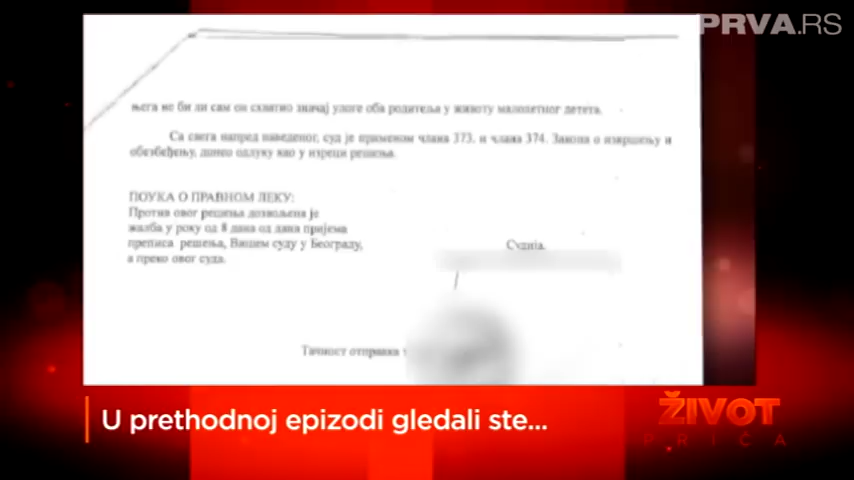 PRVA.RS
њега не би ли сам он схватио значај улоге оба родитеља у животу малолетног детета.
Са свега напред наведеног, суд је применом члана 373. и члана 374. Закона о извршењу и
обезбеђењу, донео одлуку као у изреци решења.
ПОУКА О ПРАВНОМ ЛЕКУ:
Против овог решења дозвољена је
жалба у року од 8 дана од дана пријема
преписа решења, Вишем суду у Београду,
а преко овог суда.
Судија,
Тачност отправка
U prethodnoj epizodi gledali ste...
ŽIVOT
PRIČA